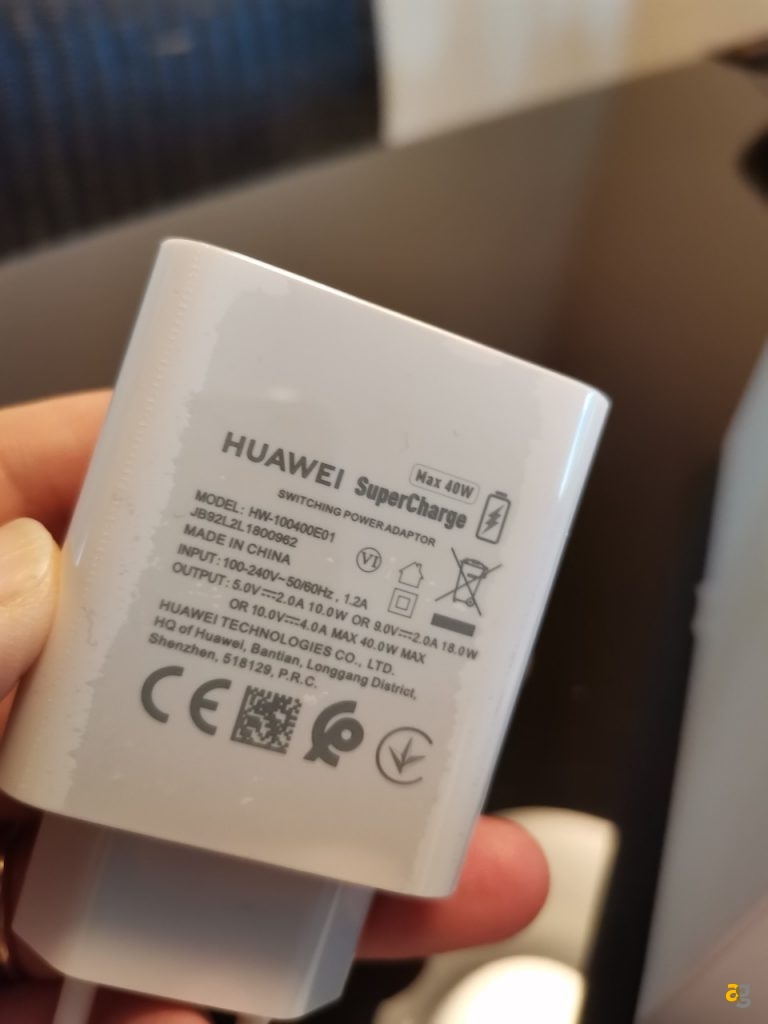 HUAWEI SuperCharge Max 40W
SWITCHING POWER ADAPTOR
MODEL: HW-100400E01
JB92L2L1800962
MADE IN CHINA
VI
INPUT: 100-240V~50/60Hz, 1.2A
OUTPUT: 5.0V⎓2.0A 10.0W OR 9.0V⎓2.0A 18.0W
OR 10.0V⎓4.0A MAX 40.0W MAX
HUAWEI TECHNOLOGIES CO., LTD.
HQ of Huawei, Bantian, Longgang District,
Shenzhen, 518129, P.R.C.
CE
ag